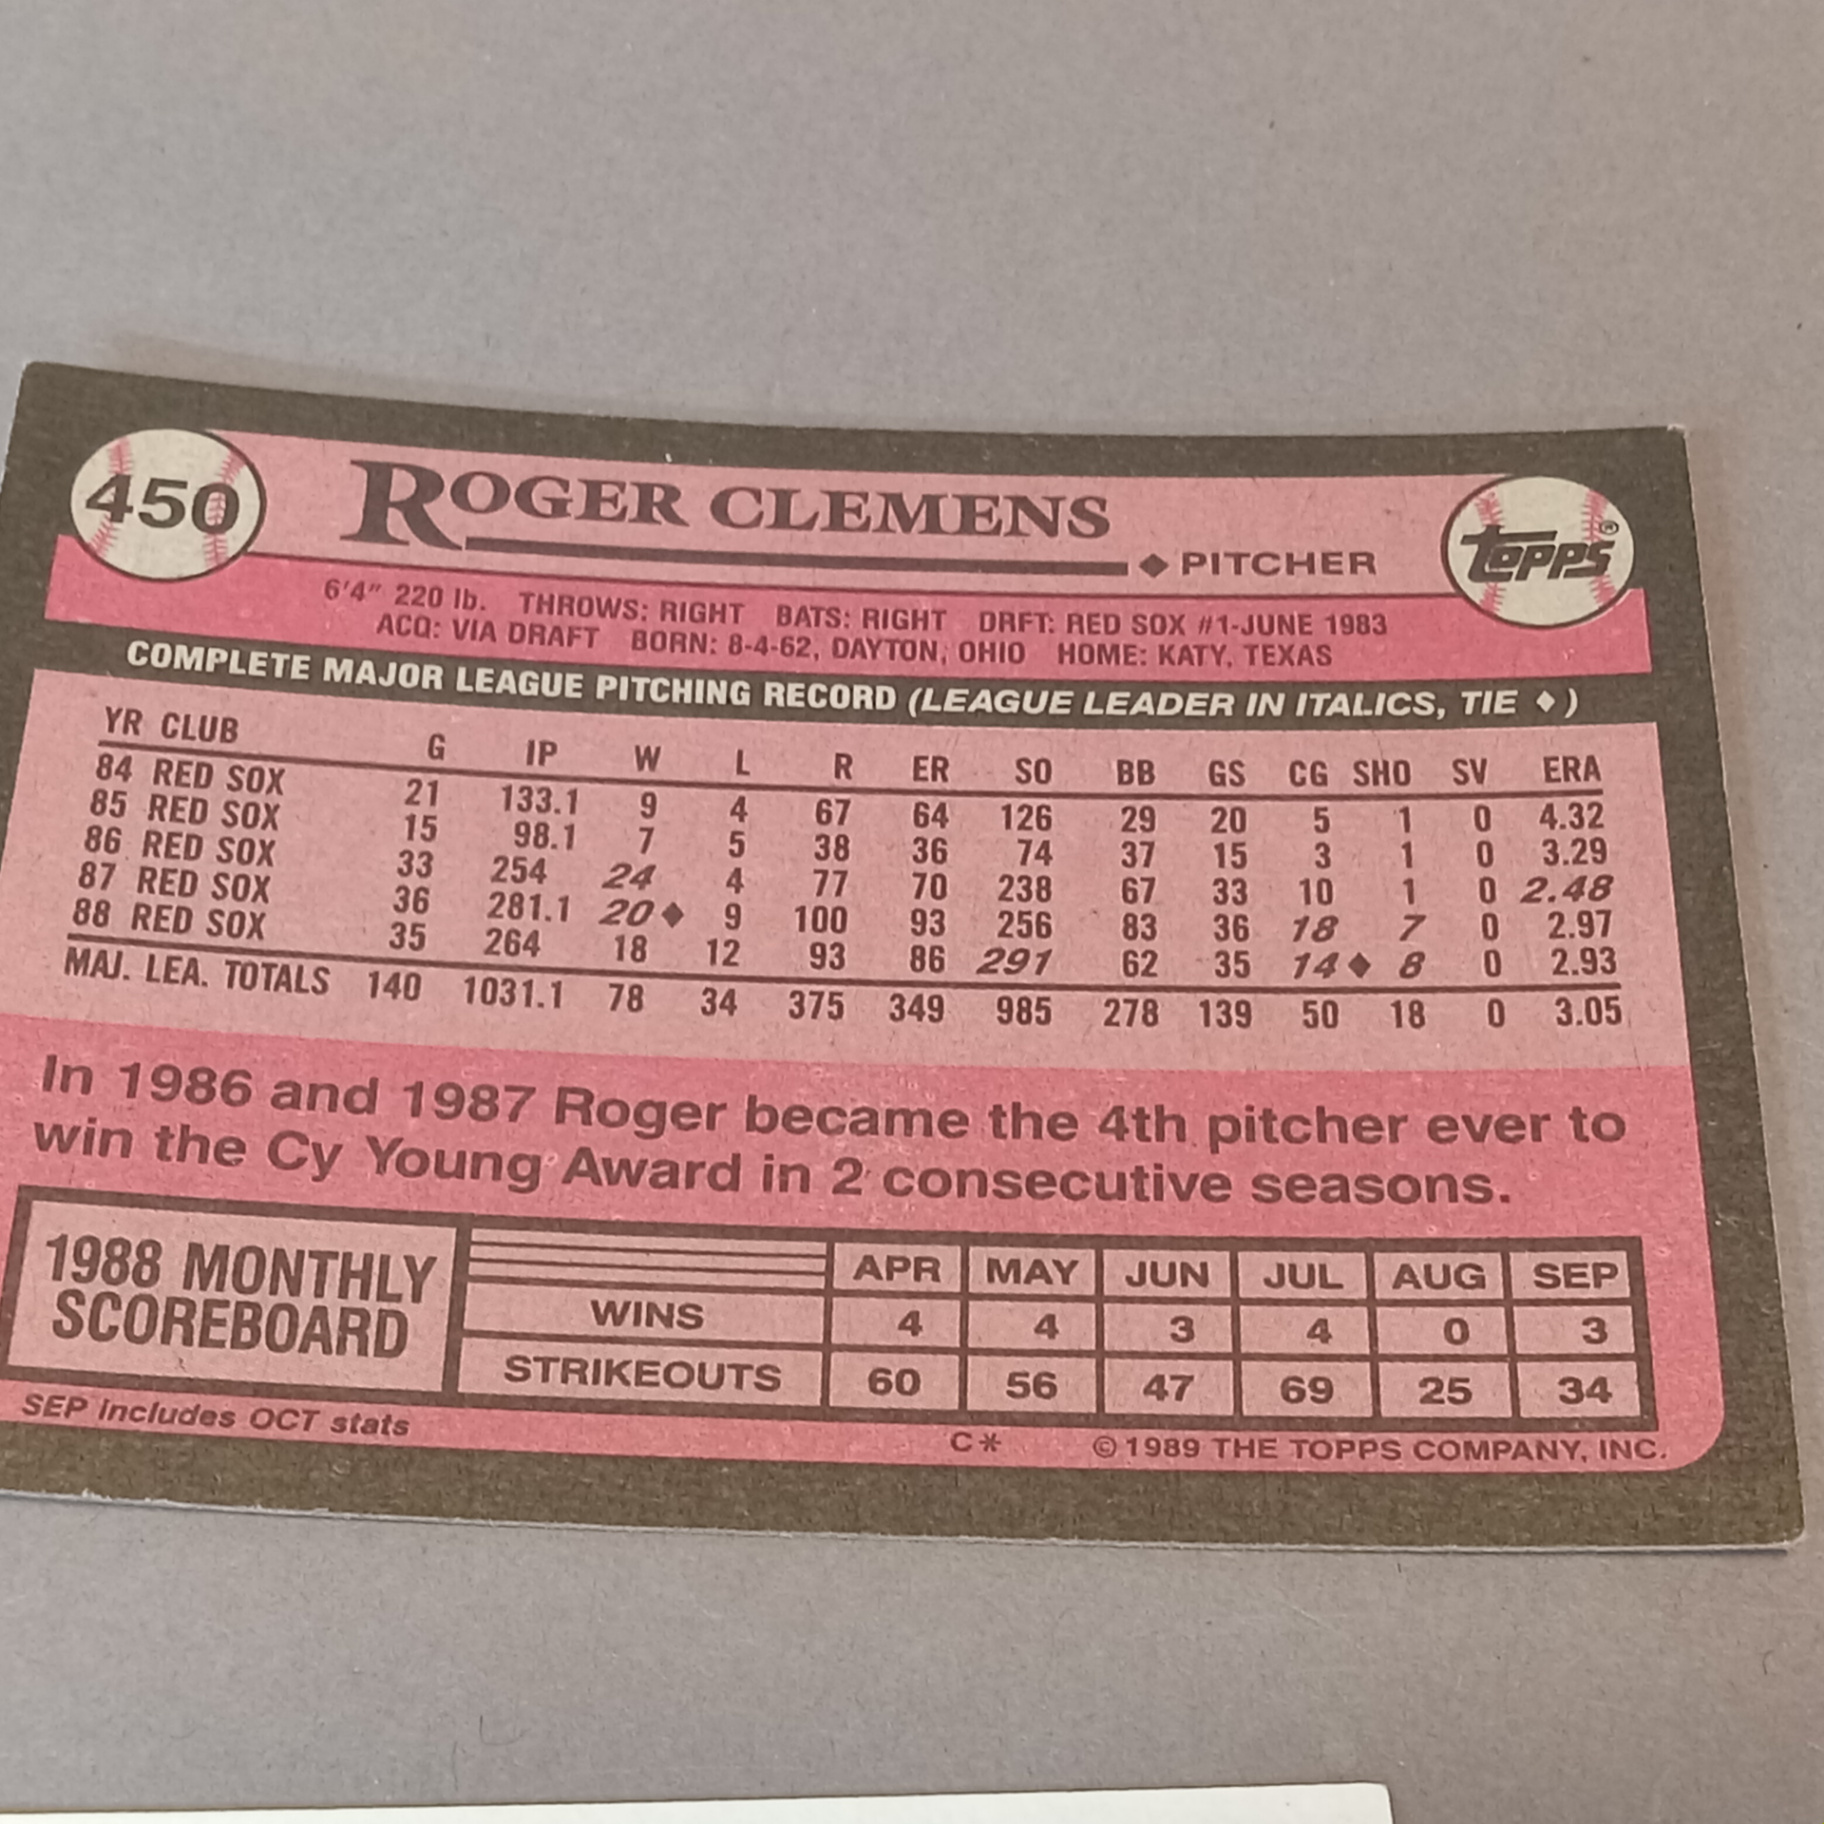 450
ROGER CLEMENS
◆ PITCHER
topps®
6'4" 220 lb. THROWS: RIGHT BATS: RIGHT DRFT: RED SOX #1-JUNE 1983
ACQ: VIA DRAFT BORN: 8-4-62, DAYTON, OHIO HOME: KATY, TEXAS
COMPLETE MAJOR LEAGUE PITCHING RECORD (LEAGUE LEADER IN ITALICS, TIE ◆)
YR CLUB G IP W L R ER SO BB GS CG SHO SV ERA
84 RED SOX 21 133.1 9 4 67 64 126 29 20 5 1 0 4.32
85 RED SOX 15 98.1 7 5 38 36 74 37 15 3 1 0 3.29
86 RED SOX 33 254 24 4 77 70 238 67 33 10 1 0 2.48
87 RED SOX 36 281.1 20◆ 9 100 93 256 83 36 18 7 0 2.97
88 RED SOX 35 264 18 12 93 86 291 62 35 14◆ 8 0 2.93
MAJ. LEA. TOTALS 140 1031.1 78 34 375 349 985 278 139 50 18 0 3.05
In 1986 and 1987 Roger became the 4th pitcher ever to
win the Cy Young Award in 2 consecutive seasons.
1988 MONTHLY
SCOREBOARD
APR MAY JUN JUL AUG SEP
WINS 4 4 3 4 0 3
STRIKEOUTS 60 56 47 69 25 34
SEP includes OCT stats
C* © 1989 THE TOPPS COMPANY, INC.